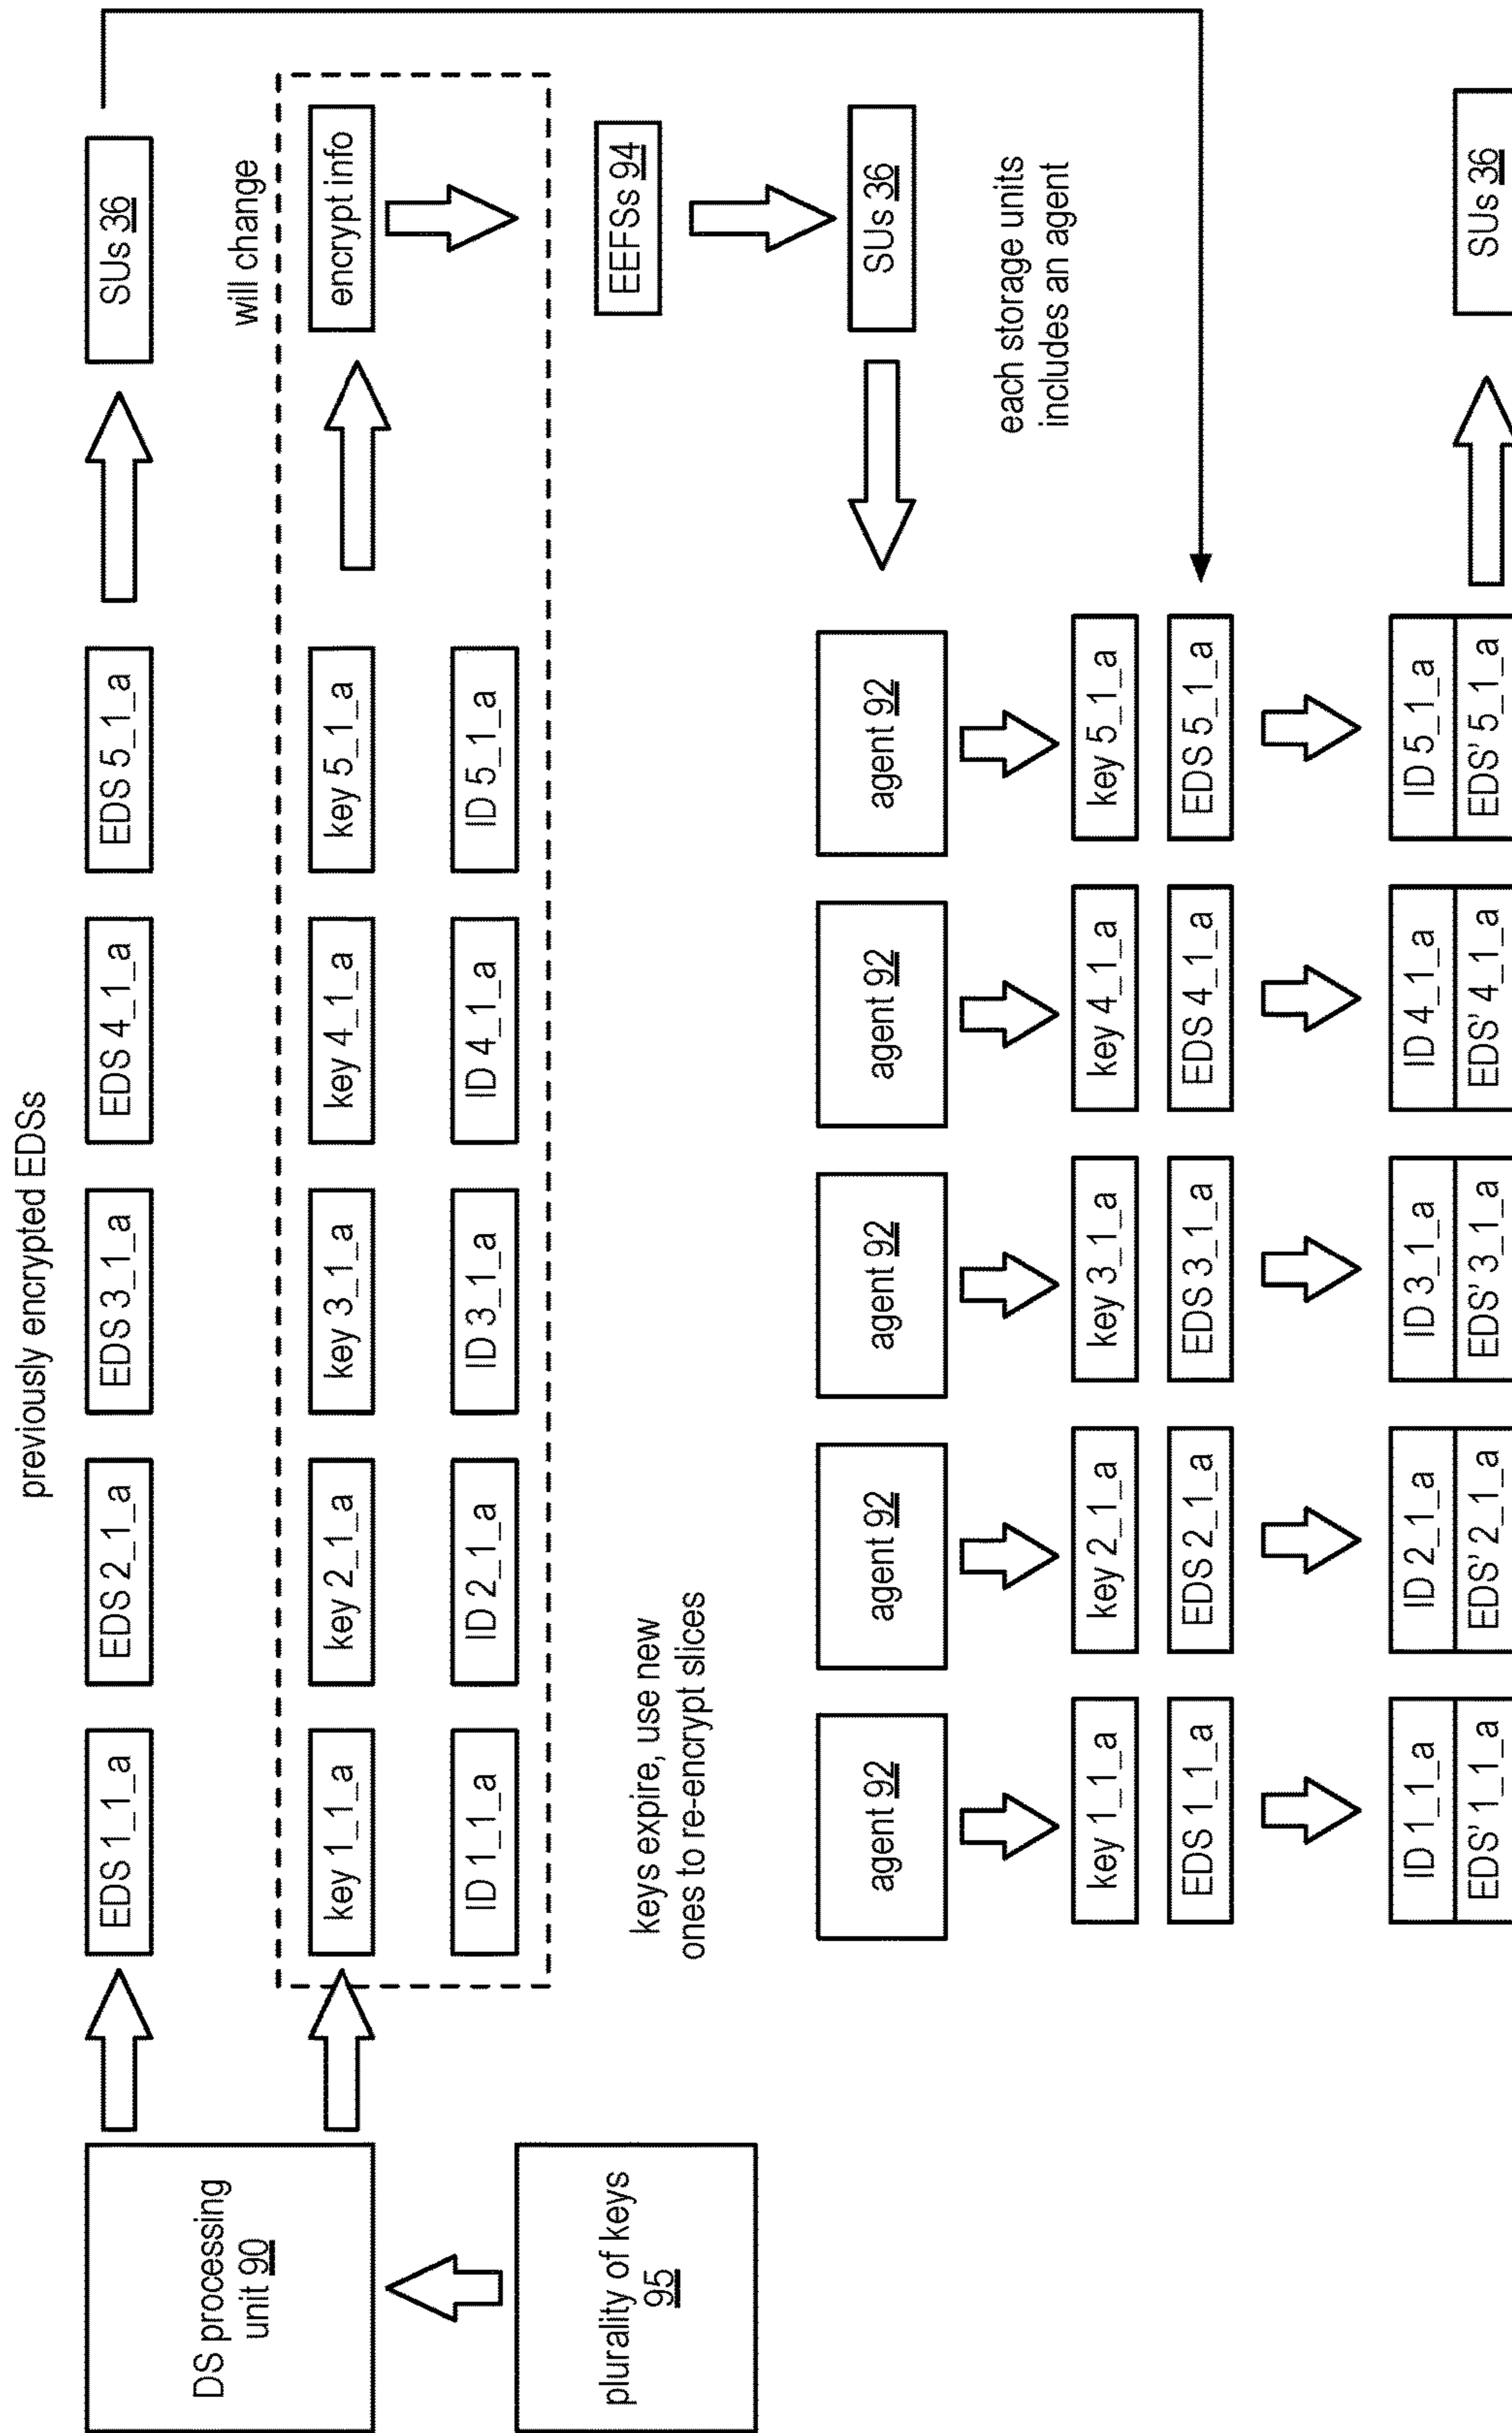 previously encrypted EDSs
DS processing
unit 90
EDS 1_1_a
EDS 2_1_a
EDS 3_1_a
EDS 4_1_a
EDS 5_1_a
SUs 36
will change
key 1_1_a
key 2_1_a
key 3_1_a
key 4_1_a
key 5_1_a
encrypt info
ID 1_1_a
ID 2_1_a
ID 3_1_a
ID 4_1_a
ID 5_1_a
plurality of keys
95
EEFSs 94
keys expire, use new
ones to re-encrypt slices
agent 92
agent 92
agent 92
agent 92
agent 92
SUs 36
each storage units
includes an agent
key 1_1_a
key 2_1_a
key 3_1_a
key 4_1_a
key 5_1_a
EDS 1_1_a
EDS 2_1_a
EDS 3_1_a
EDS 4_1_a
EDS 5_1_a
ID 1_1_a
ID 2_1_a
ID 3_1_a
ID 4_1_a
ID 5_1_a
EDS' 1_1_a
EDS' 2_1_a
EDS' 3_1_a
EDS' 4_1_a
EDS' 5_1_a
SUs 36